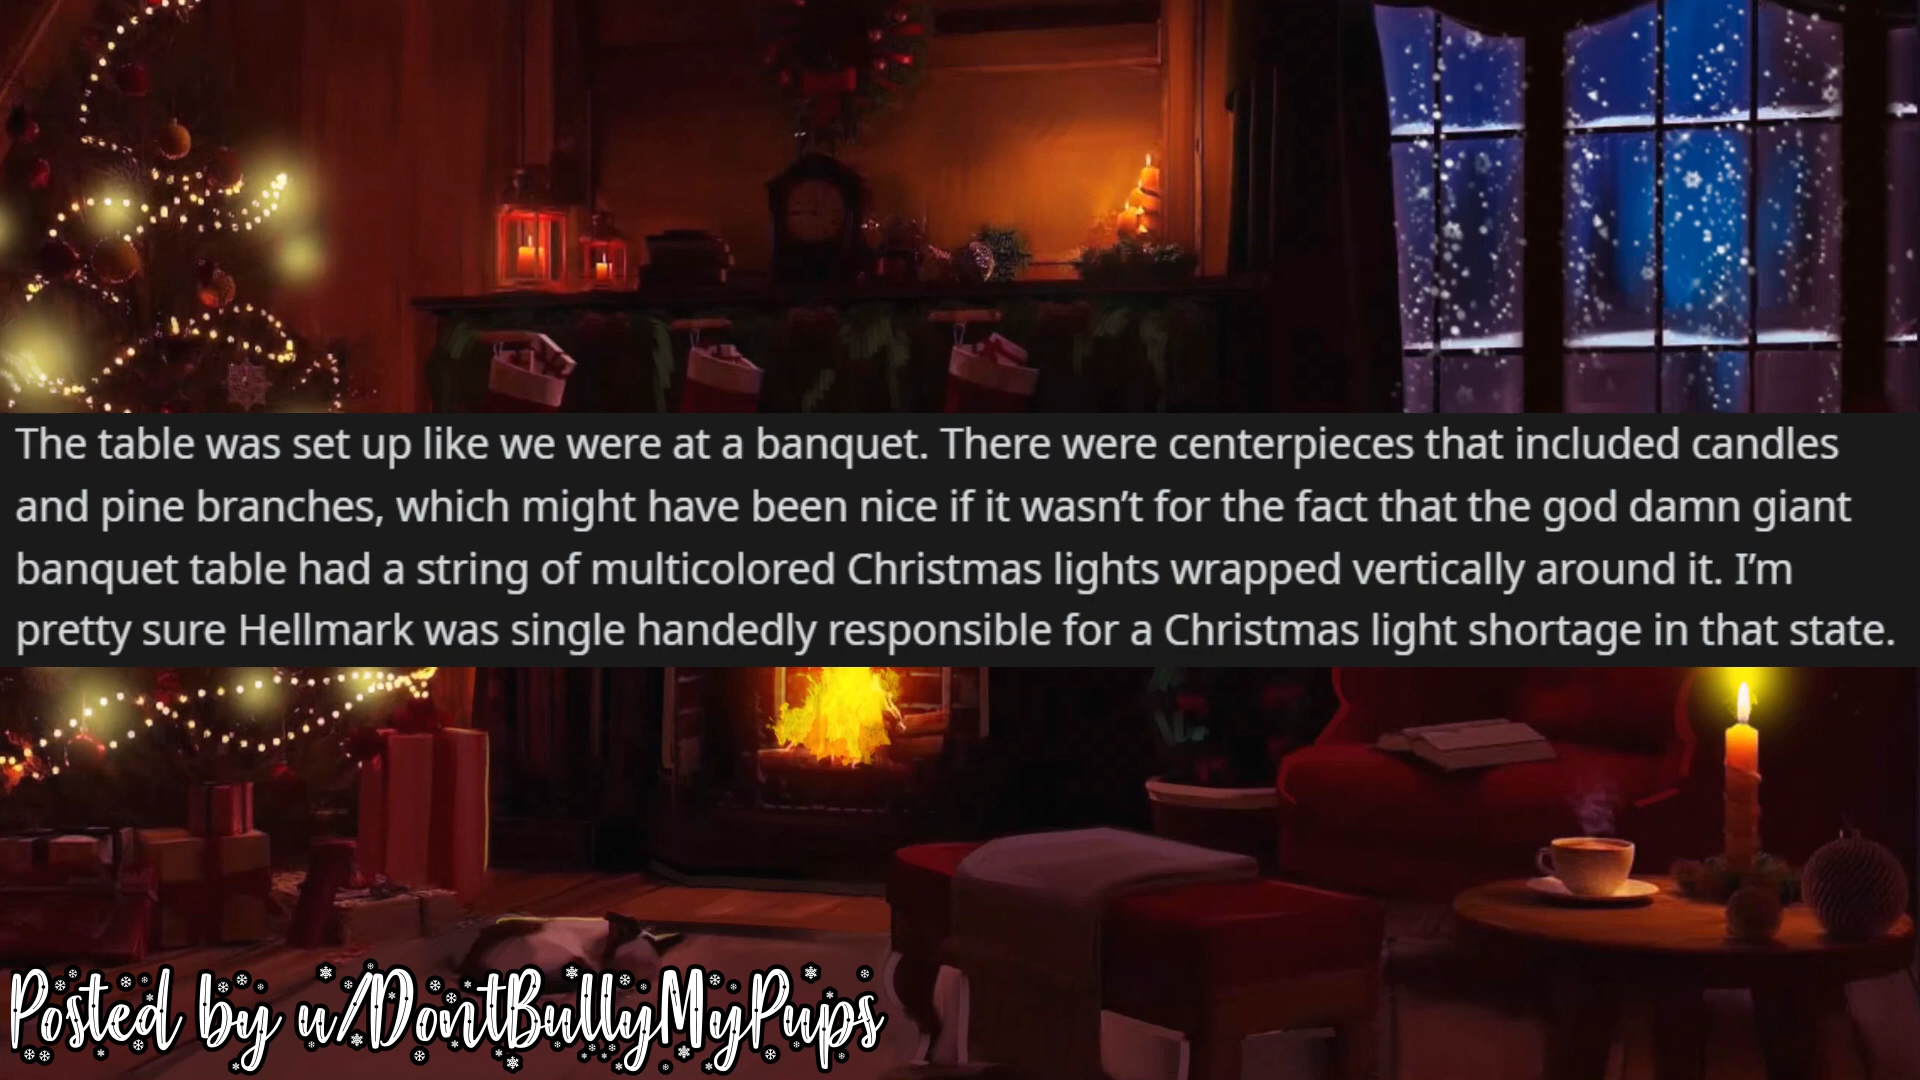 The table was set up like we were at a banquet. There were centerpieces that included candles
and pine branches, which might have been nice if it wasn’t for the fact that the god damn giant
banquet table had a string of multicolored Christmas lights wrapped vertically around it. I’m
pretty sure Hellmark was single handedly responsible for a Christmas light shortage in that state.
Posted by u/DontBullyMyPups